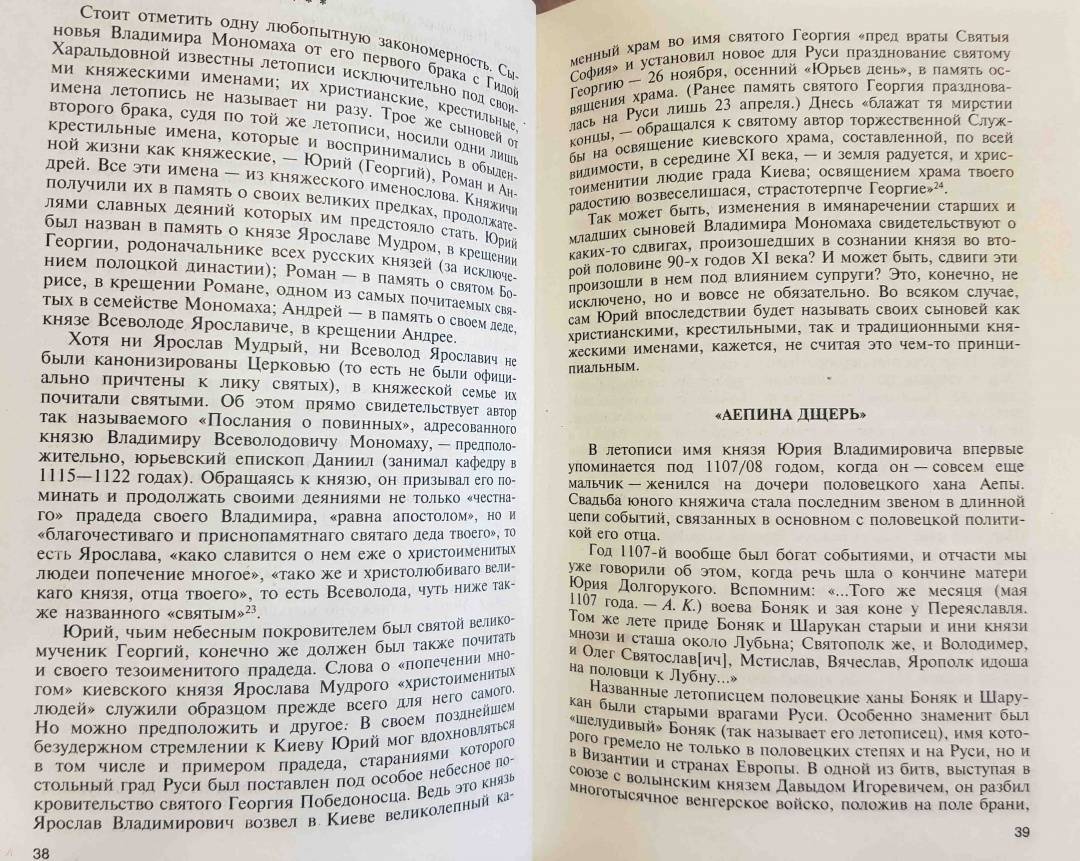 * *
Стоит отметить одну любопытную закономерность. Сы-
новья Владимира Мономаха от его первого брака с Гидой
Харальдовной известны летописи исключительно под свои-
ми княжескими именами; их христианские, крестильные,
имена летопись не называет ни разу. Трое же сыновей от
второго брака, судя по той же летописи, носили одни лишь
крестильные имена, которые и воспринимались в обыден-
ной жизни как княжеские, — Юрий (Георгий), Роман и Ан-
дрей. Все эти имена — из княжеского именослова. Княжичи
получили их в память о своих великих предках, продолжате-
лями славных деяний которых им предстояло стать. Юрий
был назван в память о князе Ярославе Мудром, в крещении
Георгии, родоначальнике всех русских князей (за исключе-
нием полоцкой династии); Роман — в память о святом Бо-
рисе, в крещении Романе, одном из самых почитаемых свя-
тых в семействе Мономаха; Андрей — в память о своем деде,
князе Всеволоде Ярославиче, в крещении Андрее.
Хотя ни Ярослав Мудрый, ни Всеволод Ярославич не
были канонизированы Церковью (то есть не были офици-
ально причтены к лику святых), в княжеской семье их
почитали святыми. Об этом прямо свидетельствует автор
так называемого «Послания о повинных», адресованного
князю Владимиру Всеволодовичу Мономаху, — предполо-
жительно, юрьевский епископ Даниил (занимал кафедру в
1115—1122 годах). Обращаясь к князю, он призывал его по-
минать и продолжать своими деяниями не только «честна-
го» прадеда своего Владимира, «равна апостолом», но и
«благочестиваго и приснопамятнаго святаго деда твоего», то
есть Ярослава, «како славится о нем еже о христоименитых
людеи попечение многое», «тако же и христолюбиваго вели-
каго князя, отца твоего», то есть Всеволода, чуть ниже так-
же названного «святым»²³.
Юрий, чьим небесным покровителем был святой велико-
мученик Георгий, конечно же должен был также почитать
и своего тезоименитого прадеда. Слова о «попечении мно-
гом» киевского князя Ярослава Мудрого «христоименитых
людей» служили образцом прежде всего для него самого.
Но можно предположить и другое: В своем позднейшем
безудержном стремлении к Киеву Юрий мог вдохновляться
в том числе и примером прадеда, стараниями которого
стольный град Руси был поставлен под особое небесное по-
кровительство святого Георгия Победоносца. Ведь это князь
Ярослав Владимирович возвел в Киеве великолепный ка-
38
менный храм во имя святого Георгия «пред враты Святыя
София» и установил новое для Руси празднование святому
Георгию — 26 ноября, осенний «Юрьев день», в память ос-
вящения храма. (Ранее память святого Георгия празднова-
лась на Руси лишь 23 апреля.) Днесь «блажат тя мирстии
концы, — обращался к святому автор торжественной Служ-
бы на освящение киевского храма, составленной, по всей
видимости, в середине XI века, — и земля радуется, и хрис-
тоименитии людие града Киева; освящением храма твоего
радостию возвеселишася, страстотерпче Георгие»²⁴.
Так может быть, изменения в имянаречении старших и
младших сыновей Владимира Мономаха свидетельствуют о
каких-то сдвигах, произошедших в сознании князя во вто-
рой половине 90-х годов XI века? И может быть, сдвиги эти
произошли в нем под влиянием супруги? Это, конечно, не
исключено, но и вовсе не обязательно. Во всяком случае,
сам Юрий впоследствии будет называть своих сыновей как
христианскими, крестильными, так и традиционными кня-
жескими именами, кажется, не считая это чем-то принци-
пиальным.
«АЕПИНА ДЩЕРЬ»
В летописи имя князя Юрия Владимировича впервые
упоминается под 1107/08 годом, когда он — совсем еще
мальчик — женился на дочери половецкого хана Аепы.
Свадьба юного княжича стала последним звеном в длинной
цепи событий, связанных в основном с половецкой полити-
кой его отца.
Год 1107-й вообще был богат событиями, и отчасти мы
уже говорили об этом, когда речь шла о кончине матери
Юрия Долгорукого. Вспомним: «...Того же месяца (мая
1107 года. — А. К.) воева Боняк и зая кони у Переяславля.
Том же лете приде Боняк и Шарукан старыи и ини князи
мнози и сташа около Лубьна; Святополк же, и Володимер,
и Олег Святослав[ич], Мстислав, Вячеслав, Ярополк идоша
на половци к Лубну...»
Названные летописцем половецкие ханы Боняк и Шару-
кан были старыми врагами Руси. Особенно знаменит был
«шелудивый» Боняк (так называет его летописец), имя кото-
рого гремело не только в половецких степях и на Руси, но и
в Византии и странах Европы. В одной из битв, выступая в
союзе с волынским князем Давыдом Игоревичем, он разбил
многотысячное венгерское войско, положив на поле брани,
39